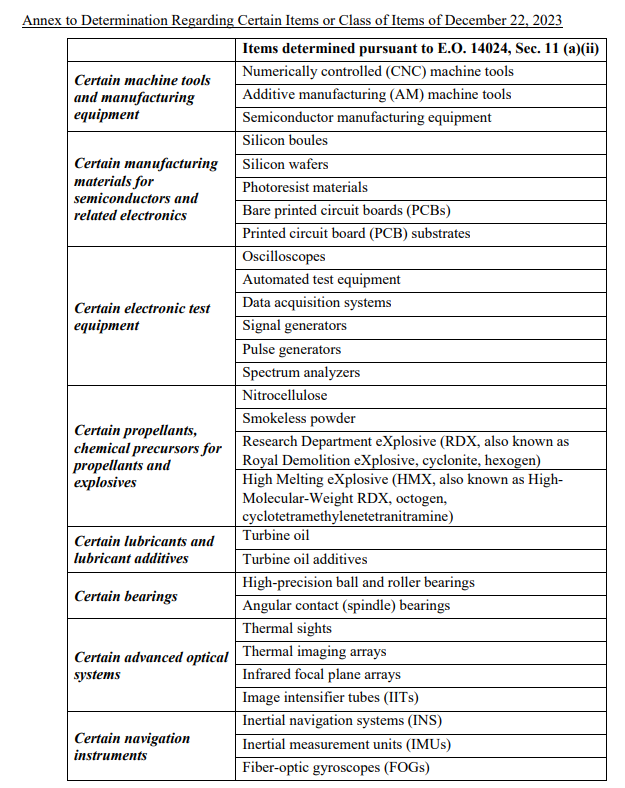 Annex to Determination Regarding Certain Items or Class of Items of December 22, 2023
Items determined pursuant to E.O. 14024, Sec. 11 (a)(ii)
Certain machine tools
and manufacturing
equipment
Numerically controlled (CNC) machine tools
Additive manufacturing (AM) machine tools
Semiconductor manufacturing equipment
Certain manufacturing
materials for
semiconductors and
related electronics
Silicon boules
Silicon wafers
Photoresist materials
Bare printed circuit boards (PCBs)
Printed circuit board (PCB) substrates
Certain electronic test
equipment
Oscilloscopes
Automated test equipment
Data acquisition systems
Signal generators
Pulse generators
Spectrum analyzers
Certain propellants,
chemical precursors for
propellants and
explosives
Nitrocellulose
Smokeless powder
Research Department eXplosive (RDX, also known as
Royal Demolition eXplosive, cyclonite, hexogen)
High Melting eXplosive (HMX, also known as High-
Molecular-Weight RDX, octogen,
cyclotetramethylenetetranitramine)
Certain lubricants and
lubricant additives
Turbine oil
Turbine oil additives
Certain bearings
High-precision ball and roller bearings
Angular contact (spindle) bearings
Certain advanced optical
systems
Thermal sights
Thermal imaging arrays
Infrared focal plane arrays
Image intensifier tubes (IITs)
Certain navigation
instruments
Inertial navigation systems (INS)
Inertial measurement units (IMUs)
Fiber-optic gyroscopes (FOGs)